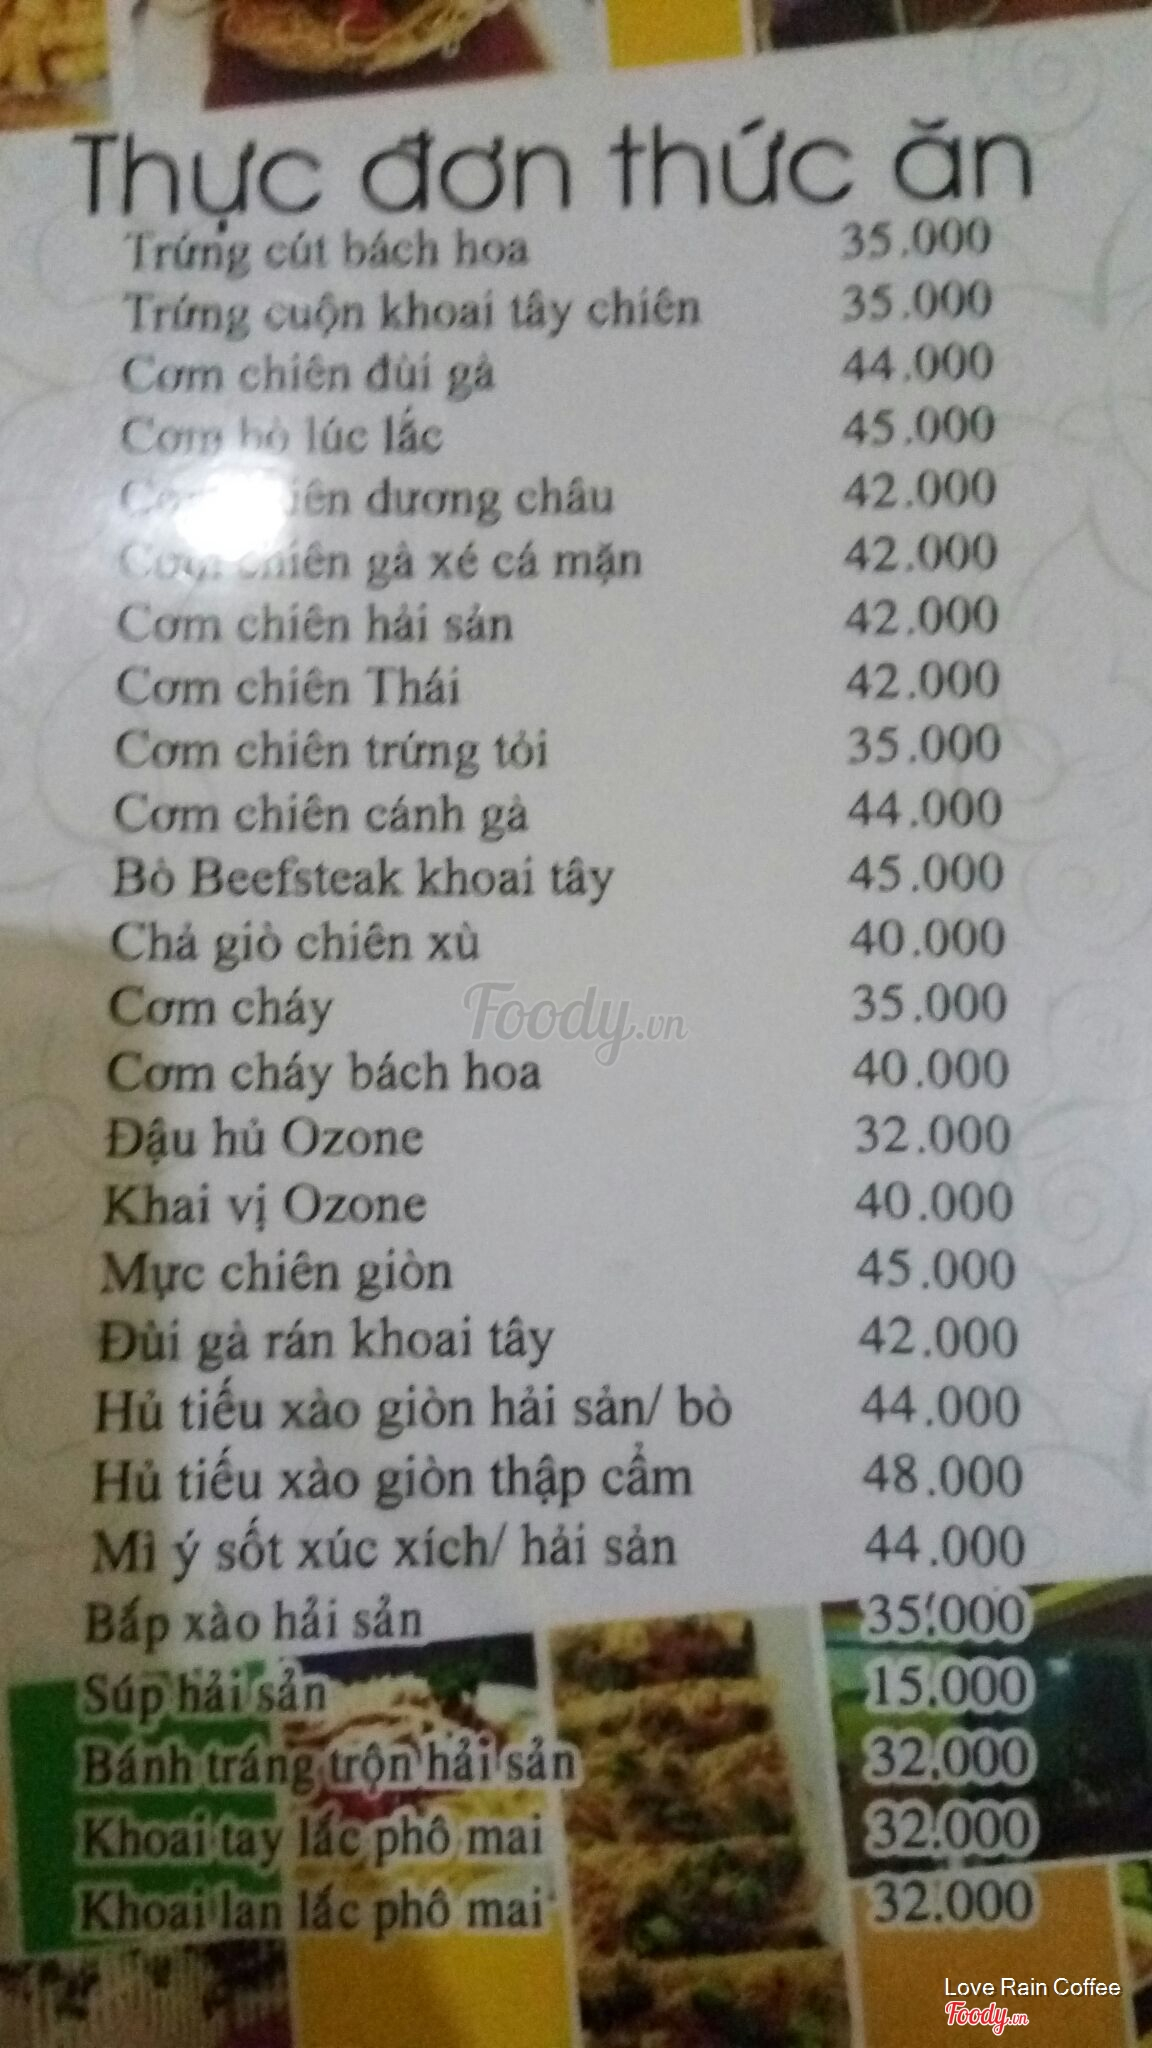 Thực đơn thức ăn
Trứng cút bách hoa 35.000
Trứng cuộn khoai tây chiên 35.000
Cơm chiên đùi gà 44.000
Cơm bò lúc lắc 45.000
Cơm chiên dương châu 42.000
Cơm chiên gà xé cá mặn 42.000
Cơm chiên hải sản 42.000
Cơm chiên Thái 42.000
Cơm chiên trứng tỏi 35.000
Cơm chiên cánh gà 44.000
Bò Beefsteak khoai tây 45.000
Chả giò chiên xù 40.000
Cơm cháy 35.000
Foody.vn
Cơm cháy bách hoa 40.000
Đậu hủ Ozone 32.000
Khai vị Ozone 40.000
Mực chiên giòn 45.000
Đùi gà rán khoai tây 42.000
Hủ tiếu xào giòn hải sản/ bò 44.000
Hủ tiếu xào giòn thập cẩm 48.000
Mì ý sốt xúc xích/ hải sản 44.000
Bắp xào hải sản 35.000
Súp hải sản 15.000
Bánh tráng trộn hải sản 32.000
Khoai tay lắc phô mai 32.000
Khoai lan lắc phô mai 32.000
Love Rain Coffee
Foody.vn